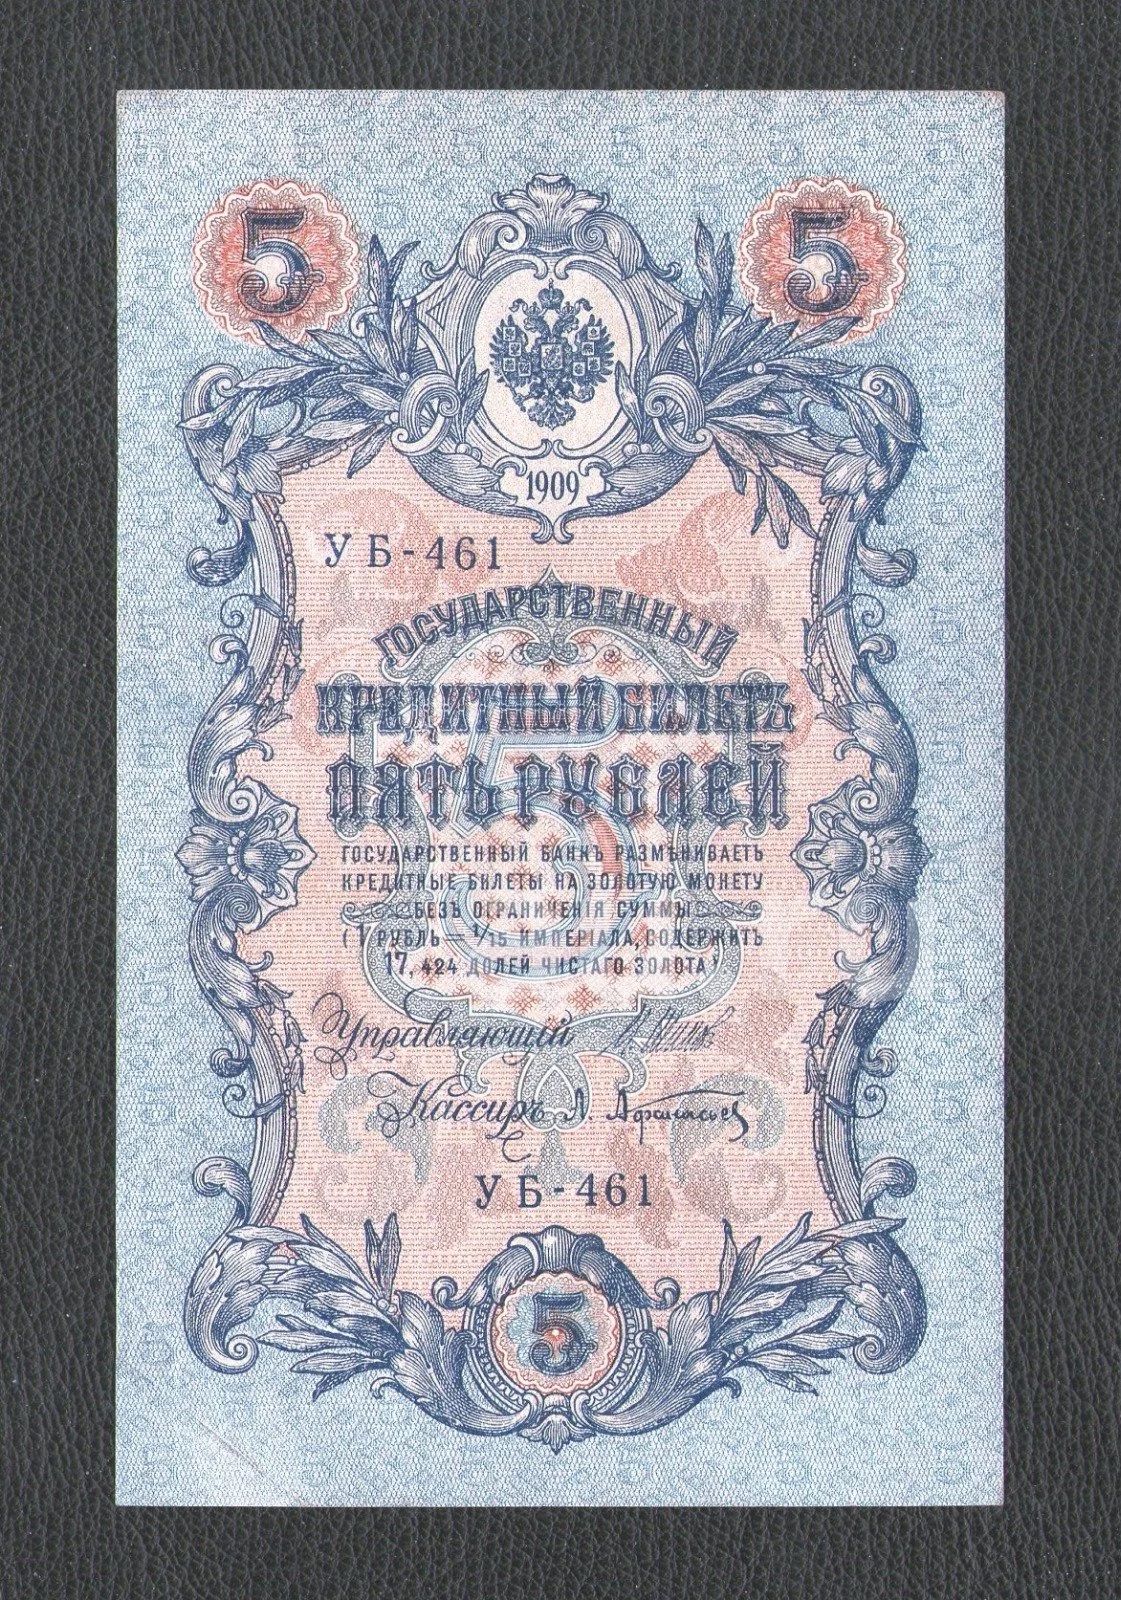 5 5
1909
УБ-461
ГОСУДАРСТВЕННЫЙ
КРЕДИТНЫЙ БИЛЕТЪ
ПЯТЬ РУБЛЕЙ
ГОСУДАРСТВЕННЫЙ БАНКЪ РАЗМѢНИВАЕТЪ
КРЕДИТНЫЕ БИЛЕТЫ НА ЗОЛОТУЮ МОНЕТУ
БЕЗЪ ОГРАНИЧЕНІЯ СУММЫ
(1 РУБЛЬ = 1/15 ИМПЕРІАЛА, СОДЕРЖИТЪ
17,424 ДОЛЕЙ ЧИСТАГО ЗОЛОТА)
Управляющій
Кассиръ А. Афанасьев
УБ-461
5